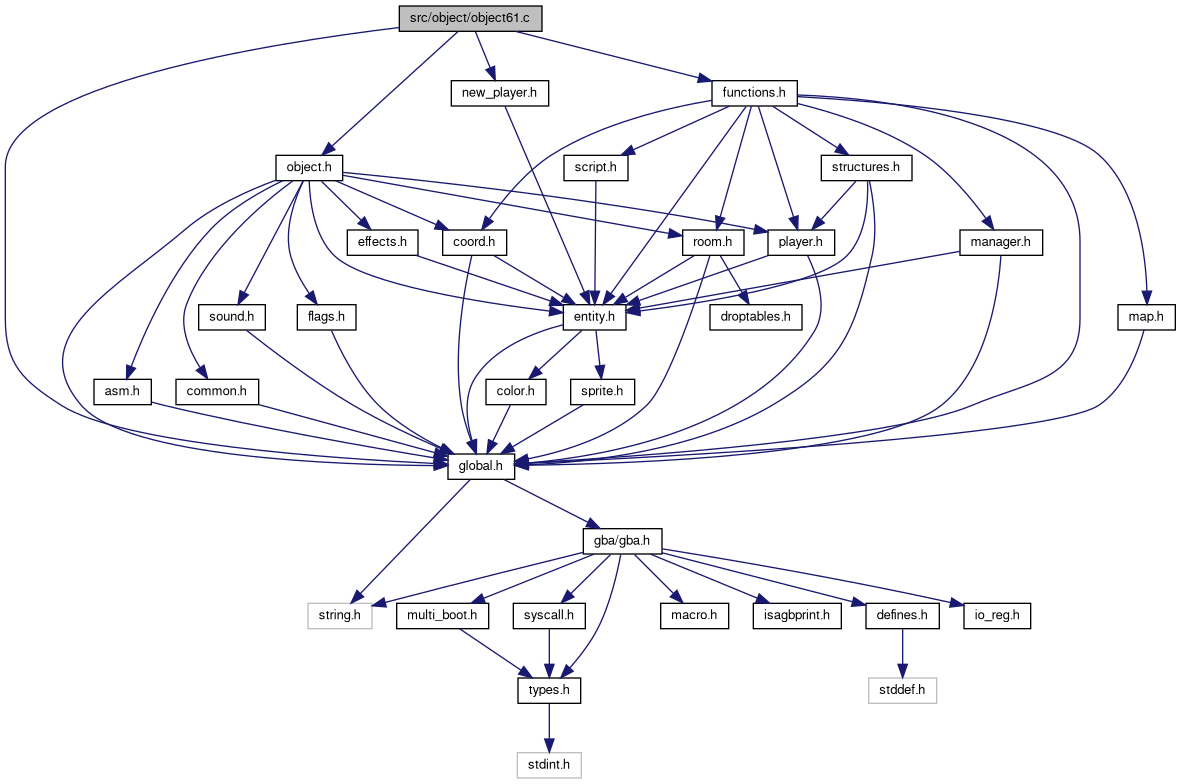 src/object/object61.c
new_player.h
functions.h
object.h
script.h
structures.h
effects.h
coord.h
room.h
player.h
manager.h
sound.h
flags.h
entity.h
droptables.h
map.h
asm.h
common.h
color.h
sprite.h
global.h
gba/gba.h
string.h
multi_boot.h
syscall.h
macro.h
isagbprint.h
defines.h
io_reg.h
types.h
stddef.h
stdint.h